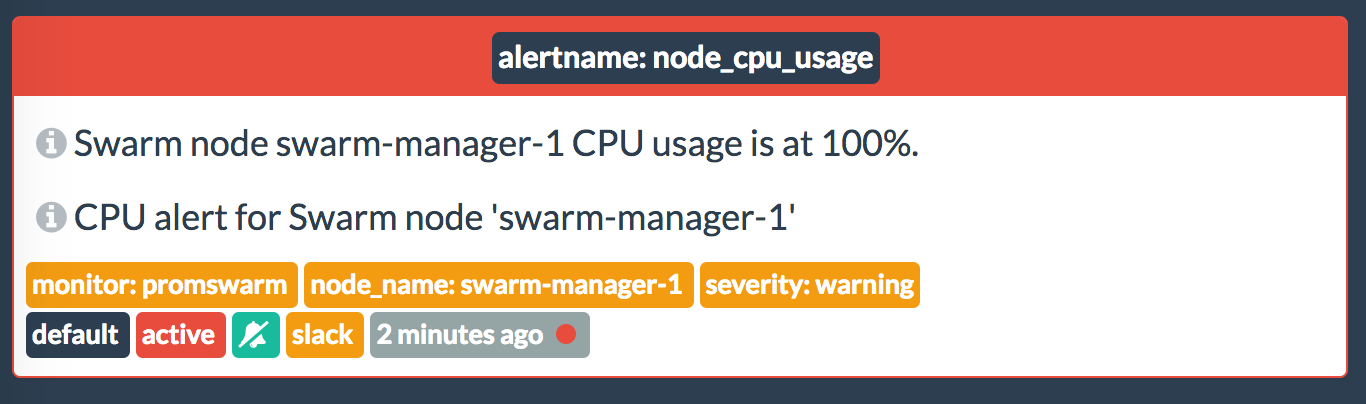 alertname: node_cpu_usage
Swarm node swarm-manager-1 CPU usage is at 100%.
CPU alert for Swarm node 'swarm-manager-1'
monitor: promswarm node_name: swarm-manager-1 severity: warning
default active slack 2 minutes ago